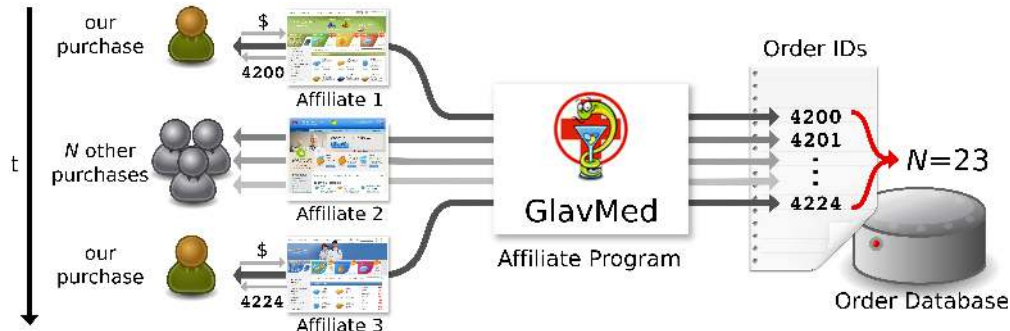 our
purchase
$
4200
Affiliate 1
t
N other
purchases
Affiliate 2
our
purchase
$
4224
Affiliate 3
GlavMed
Affiliate Program
Order IDs
4200
4201
4224
N=23
Order Database